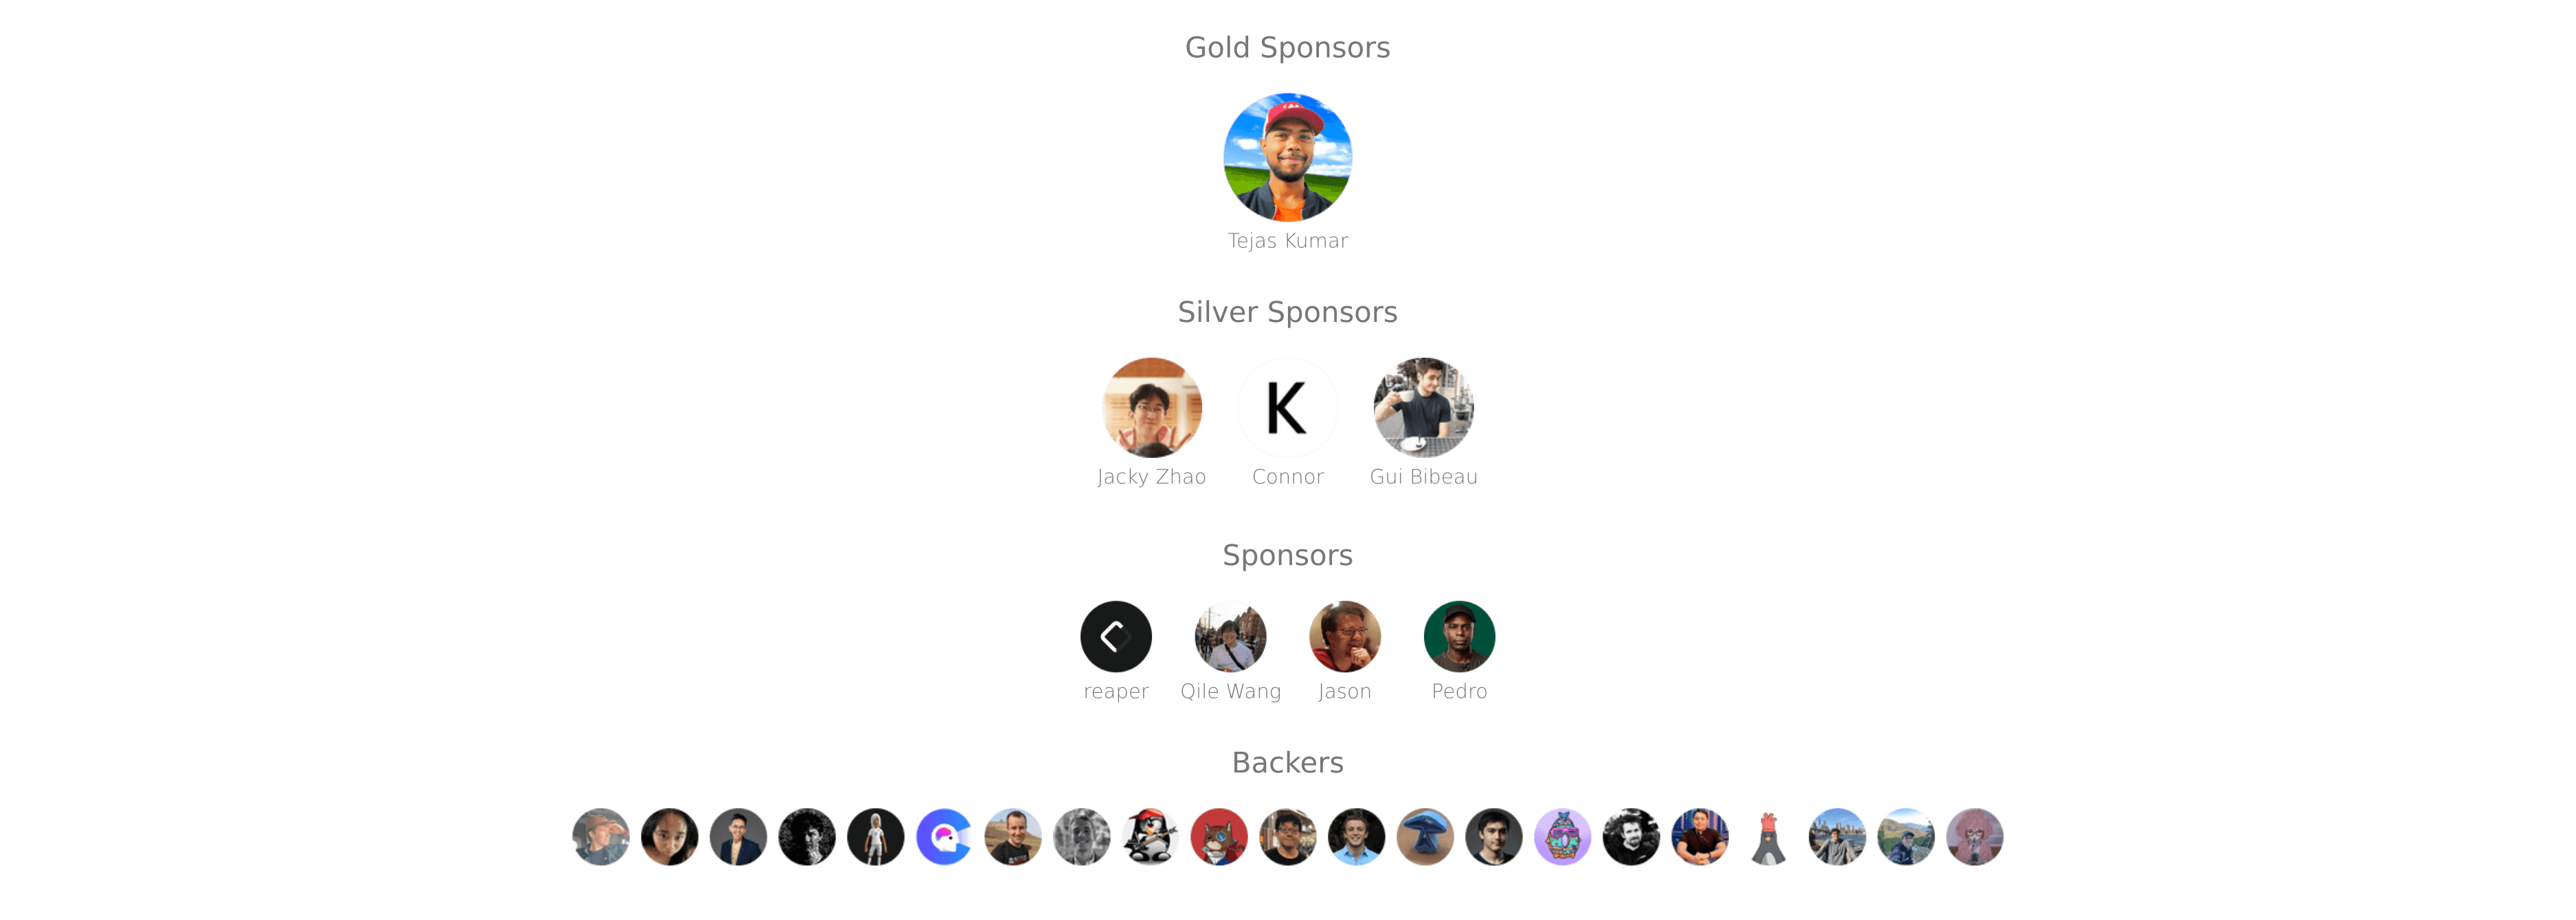 Gold Sponsors
Tejas Kumar
Silver Sponsors
K
Jacky Zhao Connor Gui Bibeau
Sponsors
reaper Qile Wang Jason Pedro
Backers